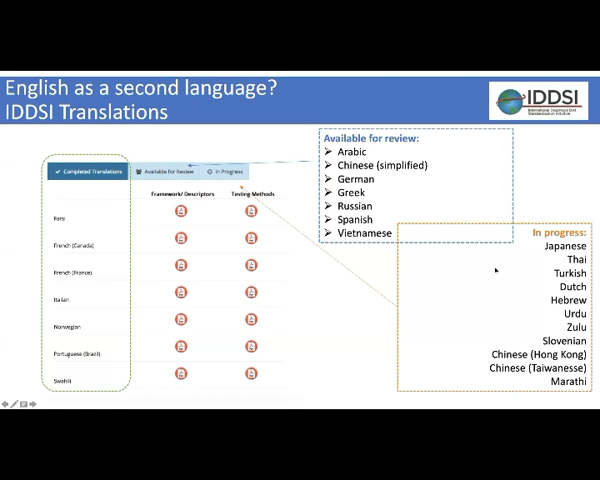 English as a second language?
IDDSI Translations
IDDSI
International Dysphagia Diet
Standardisation Initiative
Completed Translations
Available for Review
In Progress
Framework/ Descriptors
Testing Methods
Farsi
French (Canada)
French (France)
Italian
Norwegian
Portuguese (Brazil)
Swahili
Available for review:
Arabic
Chinese (simplified)
German
Greek
Russian
Spanish
Vietnamese
In progress:
Japanese
Thai
Turkish
Dutch
Hebrew
Urdu
Zulu
Slovenian
Chinese (Hong Kong)
Chinese (Taiwanesse)
Marathi